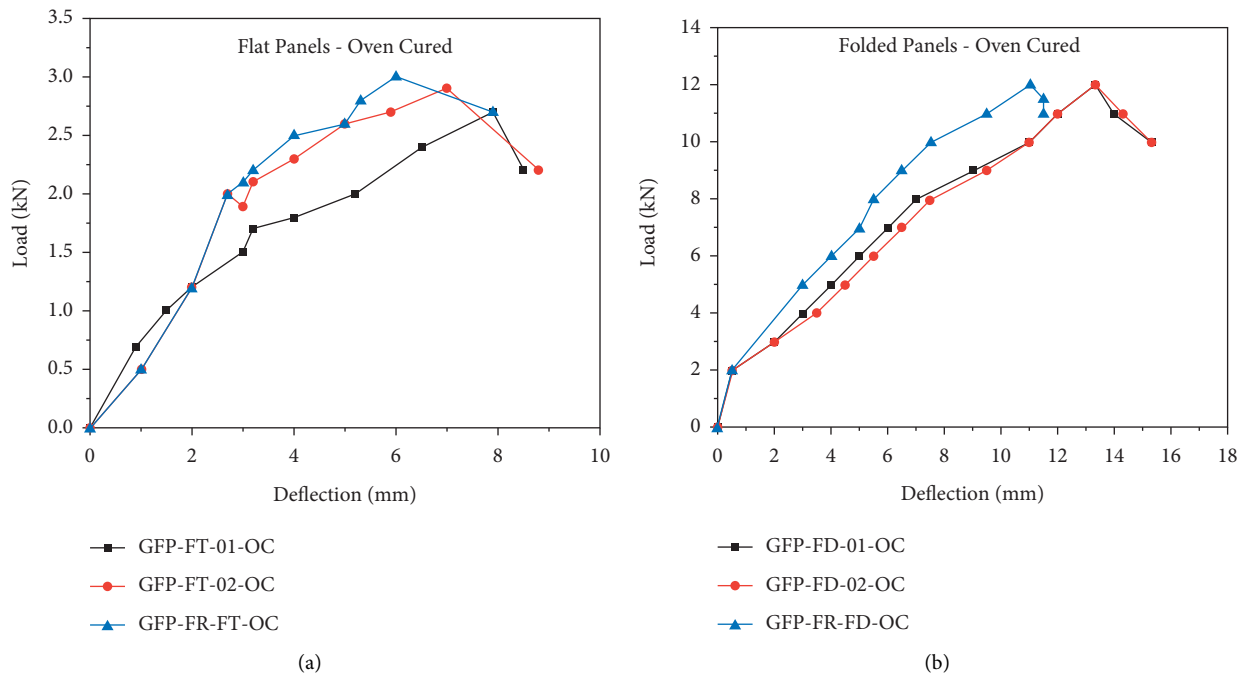 Flat Panels - Oven Cured
3.5
3.0
2.5
2.0
1.5
1.0
0.5
0.0
Load (kN)
0 2 4 6 8 10
Deflection (mm)
GFP-FT-01-OC
GFP-FT-02-OC
GFP-FR-FT-OC
(a)
Folded Panels - Oven Cured
14
12
10
8
6
4
2
0
Load (kN)
0 2 4 6 8 10 12 14 16 18
Deflection (mm)
GFP-FD-01-OC
GFP-FD-02-OC
GFP-FR-FD-OC
(b)